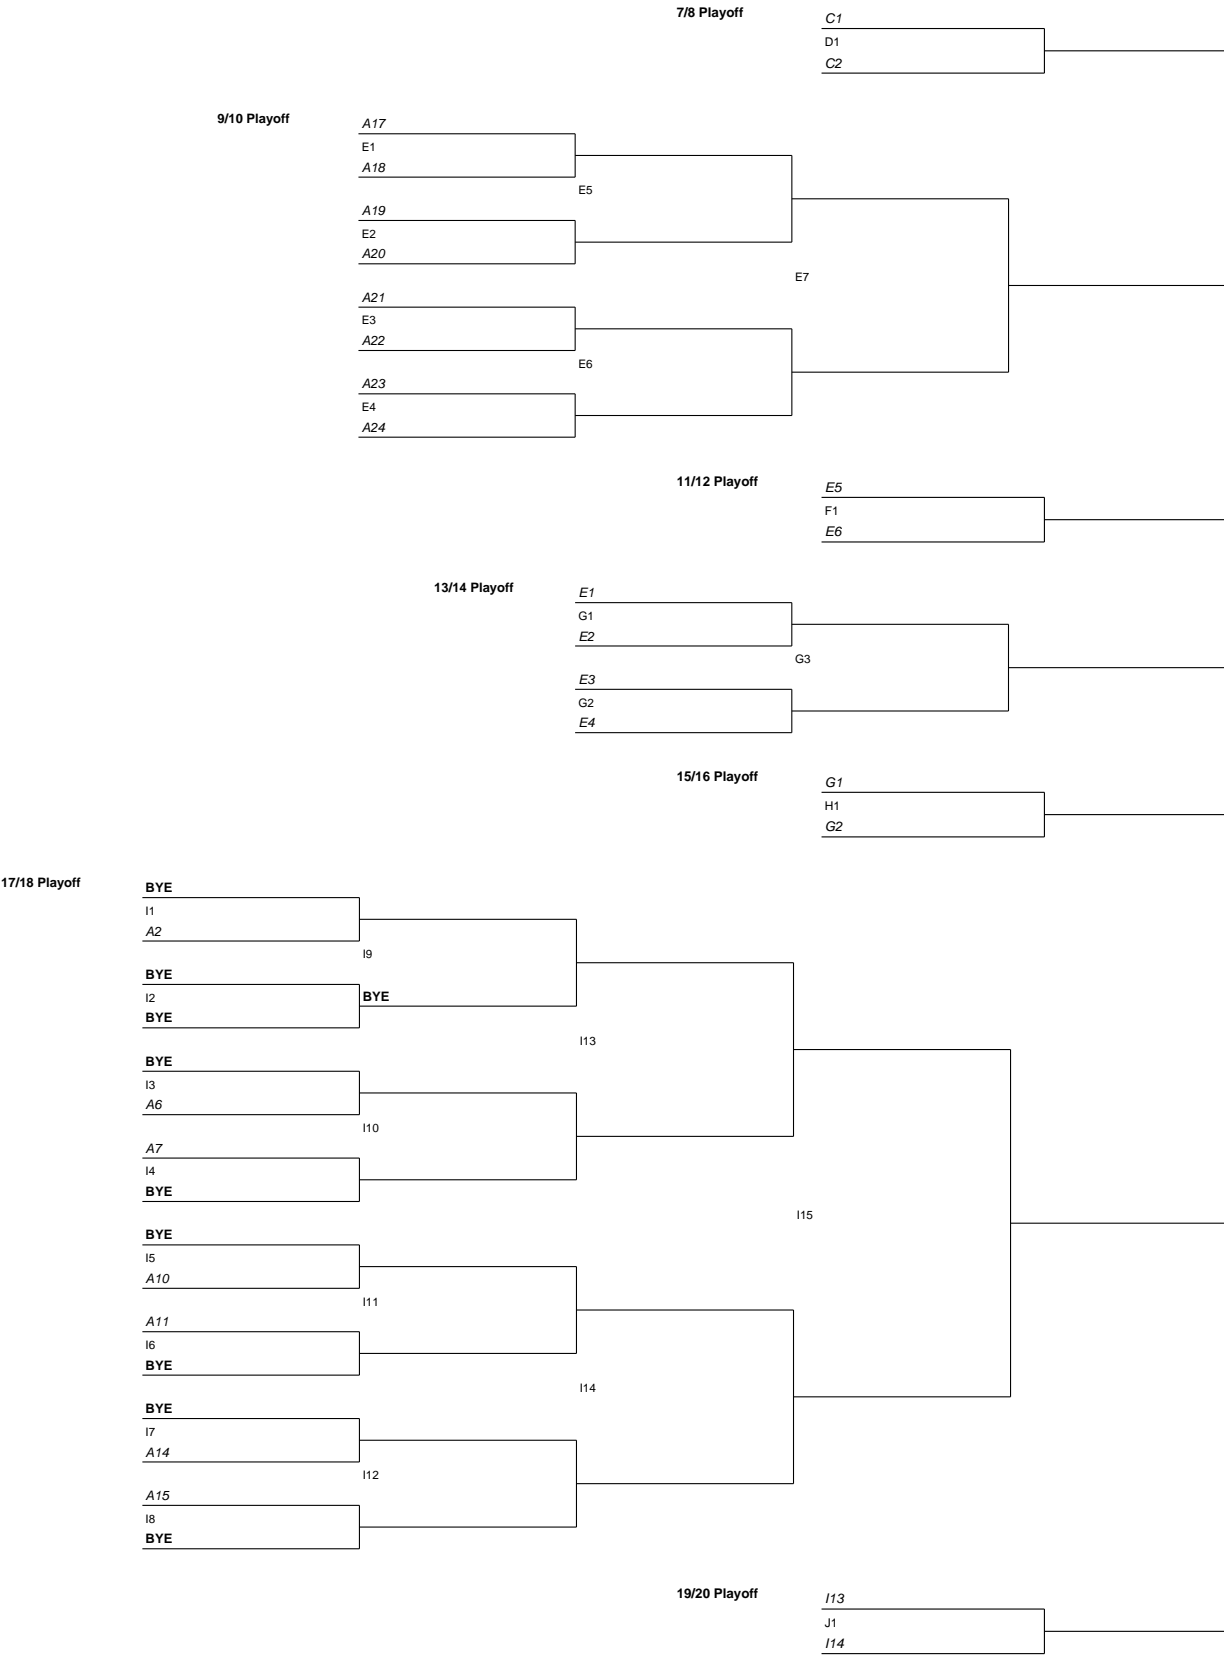 7/8 Playoff
C1
D1
C2
9/10 Playoff
A17
E1
A18
E5
A19
E2
A20
E7
A21
E3
A22
E6
A23
E4
A24
11/12 Playoff
E5
F1
E6
13/14 Playoff
E1
G1
E2
G3
E3
G2
E4
15/16 Playoff
G1
H1
G2
17/18 Playoff
BYE
I1
A2
I9
BYE
I2
BYE
BYE
I13
BYE
I3
A6
I10
A7
I4
BYE
I15
BYE
I5
A10
I11
A11
I6
BYE
I14
BYE
I7
A14
I12
A15
I8
BYE
19/20 Playoff
I13
J1
I14